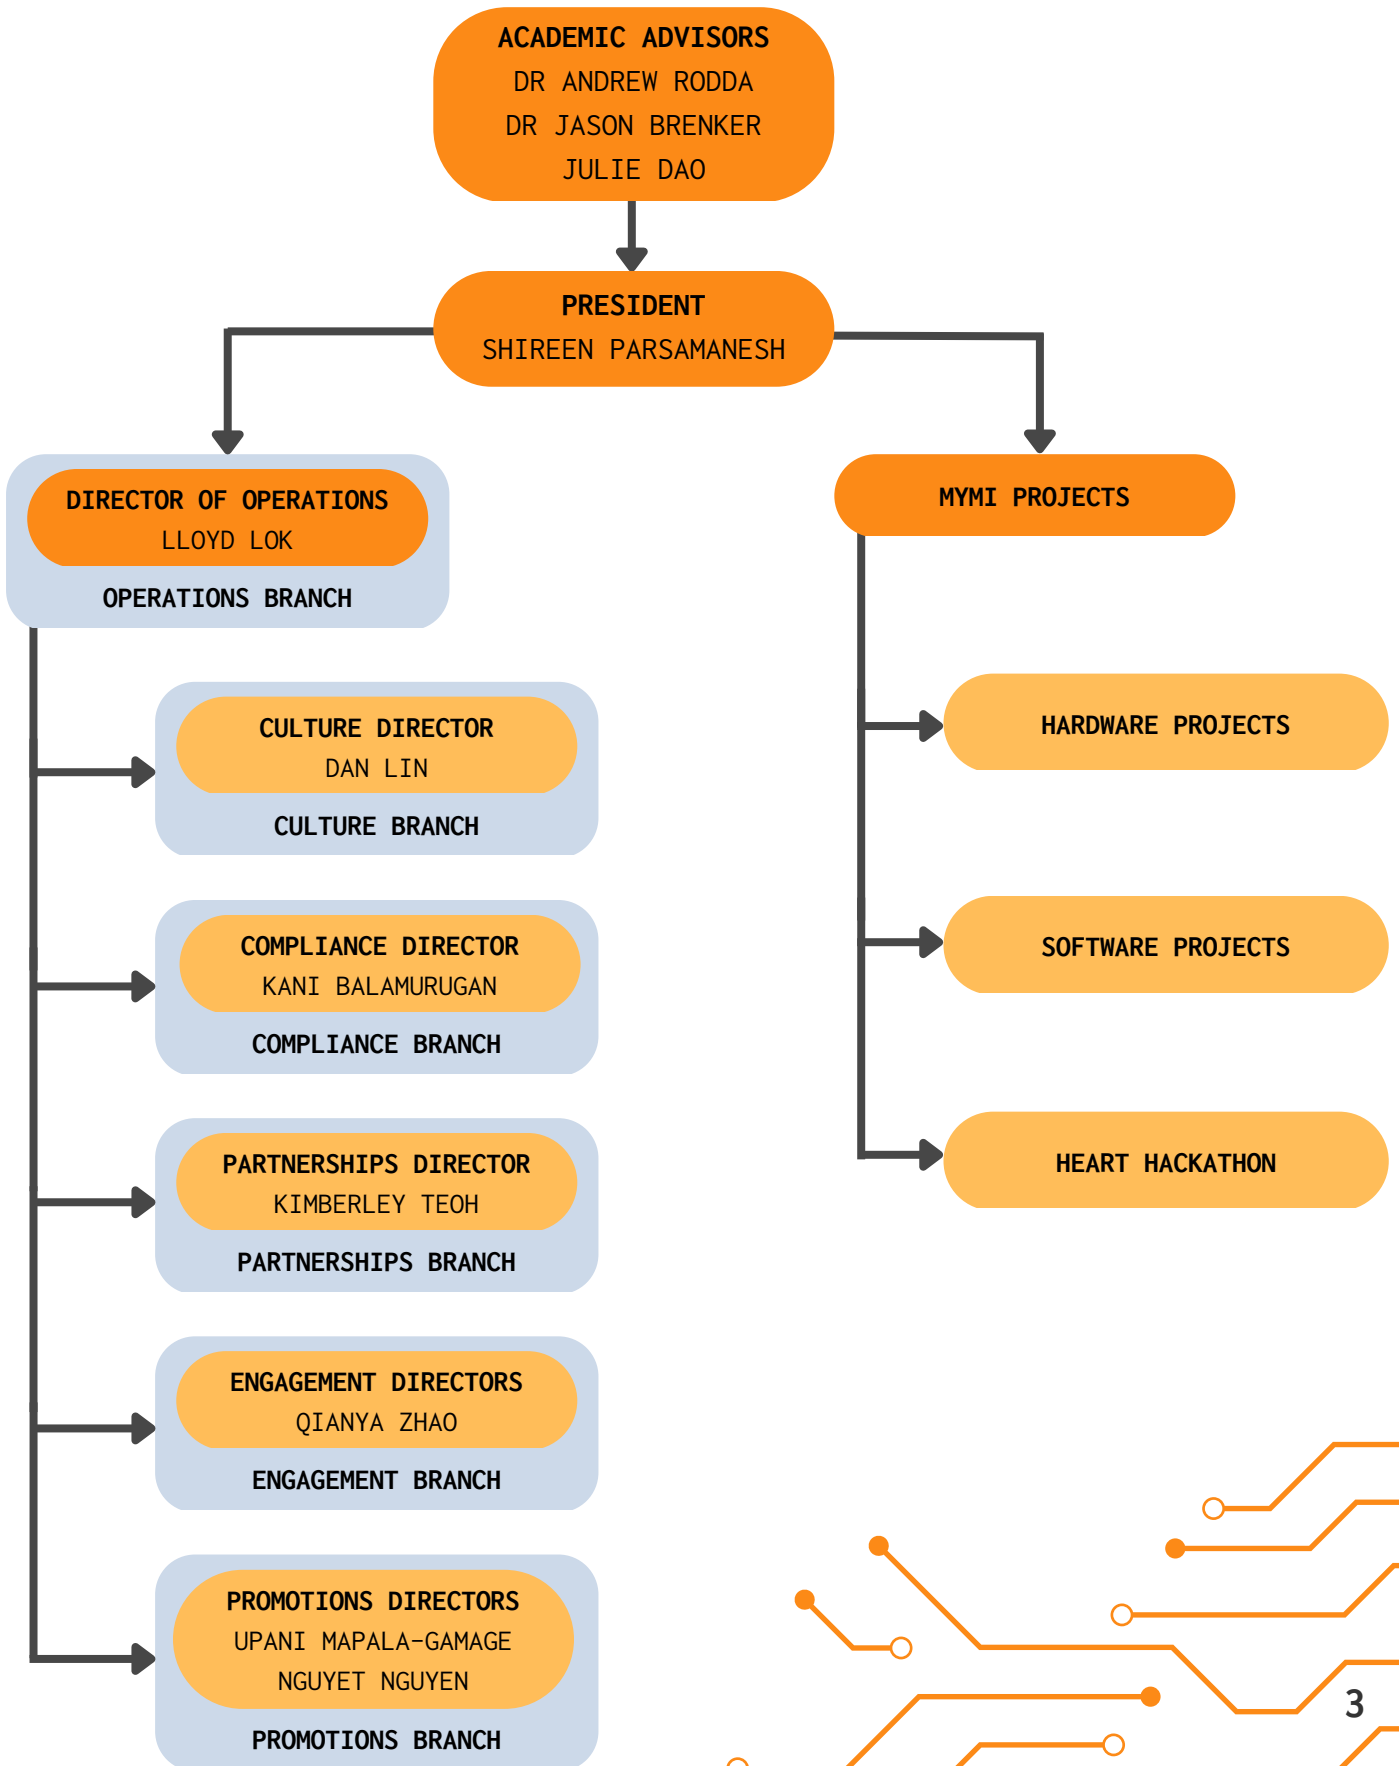 ACADEMIC ADVISORS
DR ANDREW RODDA
DR JASON BRENKER
JULIE DAO
PRESIDENT
SHIREEN PARSAMANESH
DIRECTOR OF OPERATIONS
LLOYD LOK
OPERATIONS BRANCH
CULTURE DIRECTOR
DAN LIN
CULTURE BRANCH
COMPLIANCE DIRECTOR
KANI BALAMURUGAN
COMPLIANCE BRANCH
PARTNERSHIPS DIRECTOR
KIMBERLEY TEOH
PARTNERSHIPS BRANCH
ENGAGEMENT DIRECTORS
QIANYA ZHAO
ENGAGEMENT BRANCH
PROMOTIONS DIRECTORS
UPANI MAPALA-GAMAGE
NGUYET NGUYEN
PROMOTIONS BRANCH
MYMI PROJECTS
HARDWARE PROJECTS
SOFTWARE PROJECTS
HEART HACKATHON
3